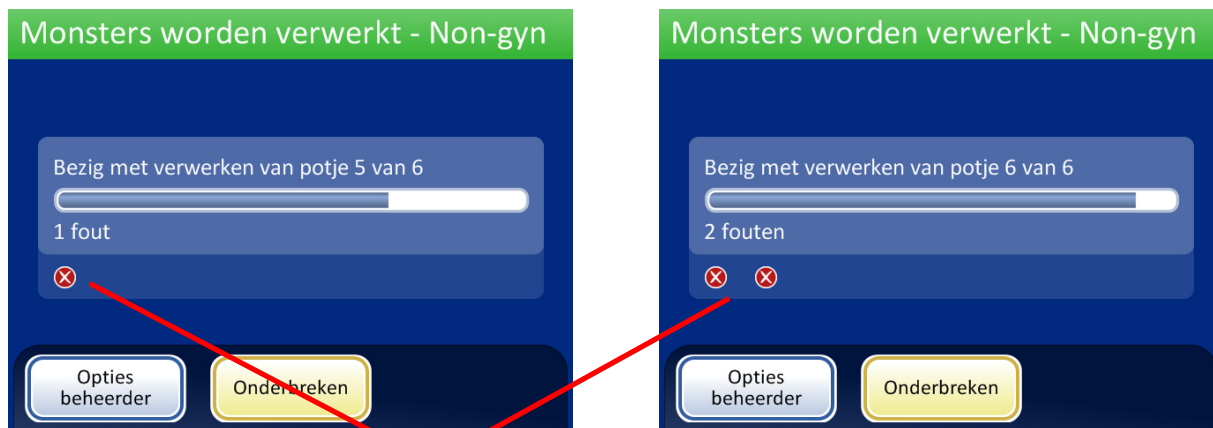 Monsters worden verwerkt - Non-gyn
Bezig met verwerken van potje 5 van 6
1 fout
Opties
beheerder
Onderbreken
Monsters worden verwerkt - Non-gyn
Bezig met verwerken van potje 6 van 6
2 fouten
Opties
beheerder
Onderbreken